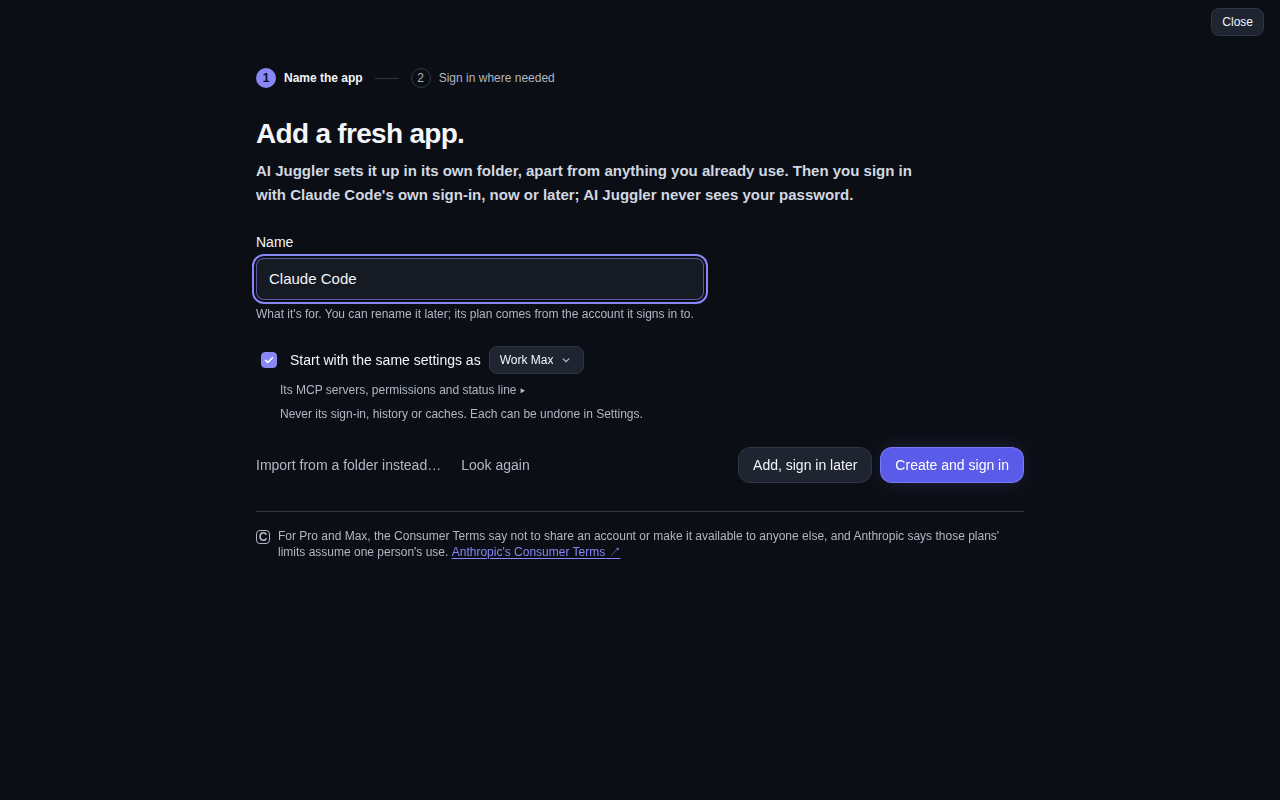 Close
1 Name the app 2 Sign in where needed
Add a fresh app.
AI Juggler sets it up in its own folder, apart from anything you already use. Then you sign in
with Claude Code's own sign-in, now or later; AI Juggler never sees your password.
Name
Claude Code
What it's for. You can rename it later; its plan comes from the account it signs in to.
Start with the same settings as Work Max
Its MCP servers, permissions and status line ▸
Never its sign-in, history or caches. Each can be undone in Settings.
Import from a folder instead… Look again Add, sign in later Create and sign in
C For Pro and Max, the Consumer Terms say not to share an account or make it available to anyone else, and Anthropic says those plans'
limits assume one person's use. Anthropic's Consumer Terms ↗